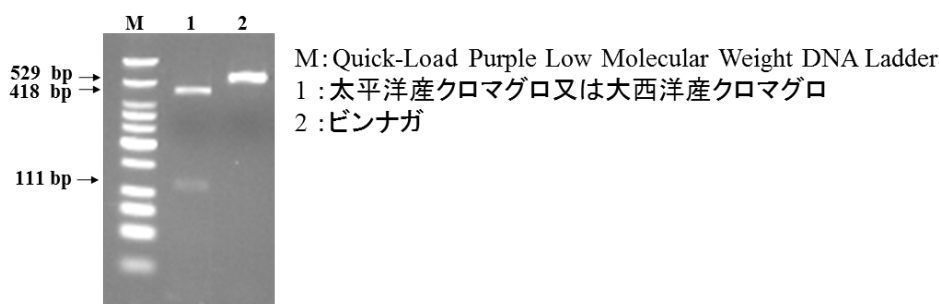 M 1 2
529 bp→
418 bp→
111 bp→
M:Quick-Load Purple Low Molecular Weight DNA Ladder
1:太平洋産クロマグロ又は大西洋産クロマグロ
2:ビンナガ